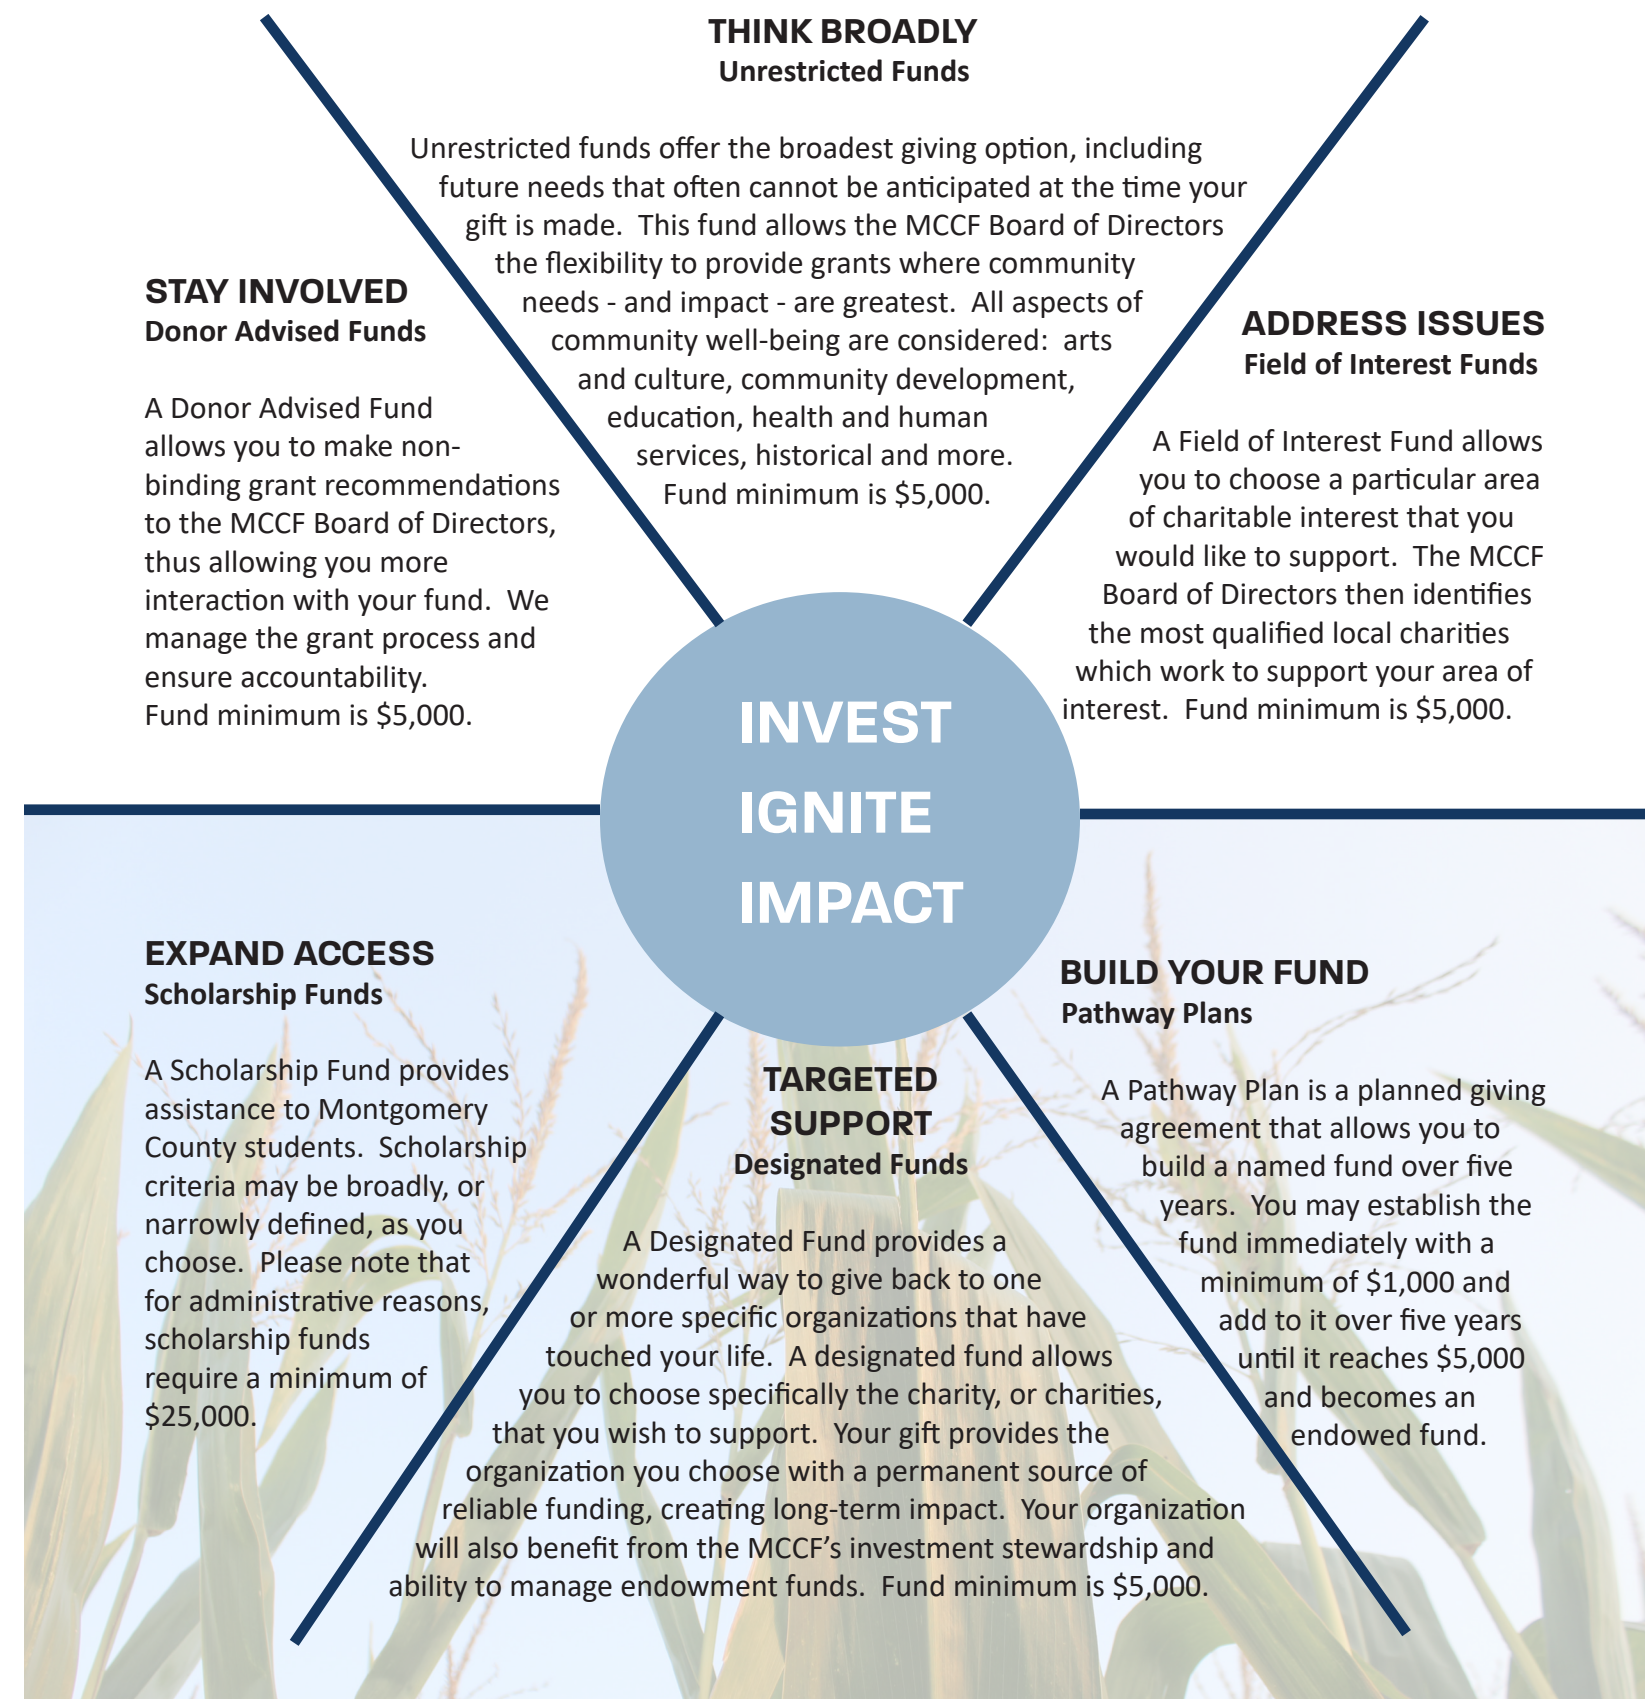 THINK BROADLY
Unrestricted Funds
Unrestricted funds offer the broadest giving option, including
future needs that often cannot be anticipated at the time your
gift is made.  This fund allows the MCCF Board of Directors
the flexibility to provide grants where community
needs - and impact - are greatest.  All aspects of
community well-being are considered:  arts
and culture, community development,
education, health and human
services, historical and more.
Fund minimum is $5,000.
STAY INVOLVED
Donor Advised Funds
A Donor Advised Fund
allows you to make non-
binding grant recommendations
to the MCCF Board of Directors,
thus allowing you more
interaction with your fund.  We
manage the grant process and
ensure accountability.
Fund minimum is $5,000.
ADDRESS ISSUES
Field of Interest Funds
A Field of Interest Fund allows
you to choose a particular area
of charitable interest that you
would like to support.  The MCCF
Board of Directors then identifies
the most qualified local charities
which work to support your area of
interest.  Fund minimum is $5,000.
INVEST
IGNITE
IMPACT
EXPAND ACCESS
Scholarship Funds
A Scholarship Fund provides
assistance to Montgomery
County students.  Scholarship
criteria may be broadly, or
narrowly defined, as you
choose.  Please note that
for administrative reasons,
scholarship funds
require a minimum of
$25,000.
TARGETED
SUPPORT
Designated Funds
A Designated Fund provides a
wonderful way to give back to one
or more specific organizations that have
touched your life.  A designated fund allows
you to choose specifically the charity, or charities,
that you wish to support.  Your gift provides the
organization you choose with a permanent source of
reliable funding, creating long-term impact.  Your organization
will also benefit from the MCCF’s investment stewardship and
ability to manage endowment funds.  Fund minimum is $5,000.
BUILD YOUR FUND
Pathway Plans
A Pathway Plan is a planned giving
agreement that allows you to
build a named fund over five
years.  You may establish the
fund immediately with a
minimum of $1,000 and
add to it over five years
until it reaches $5,000
and becomes an
endowed fund.